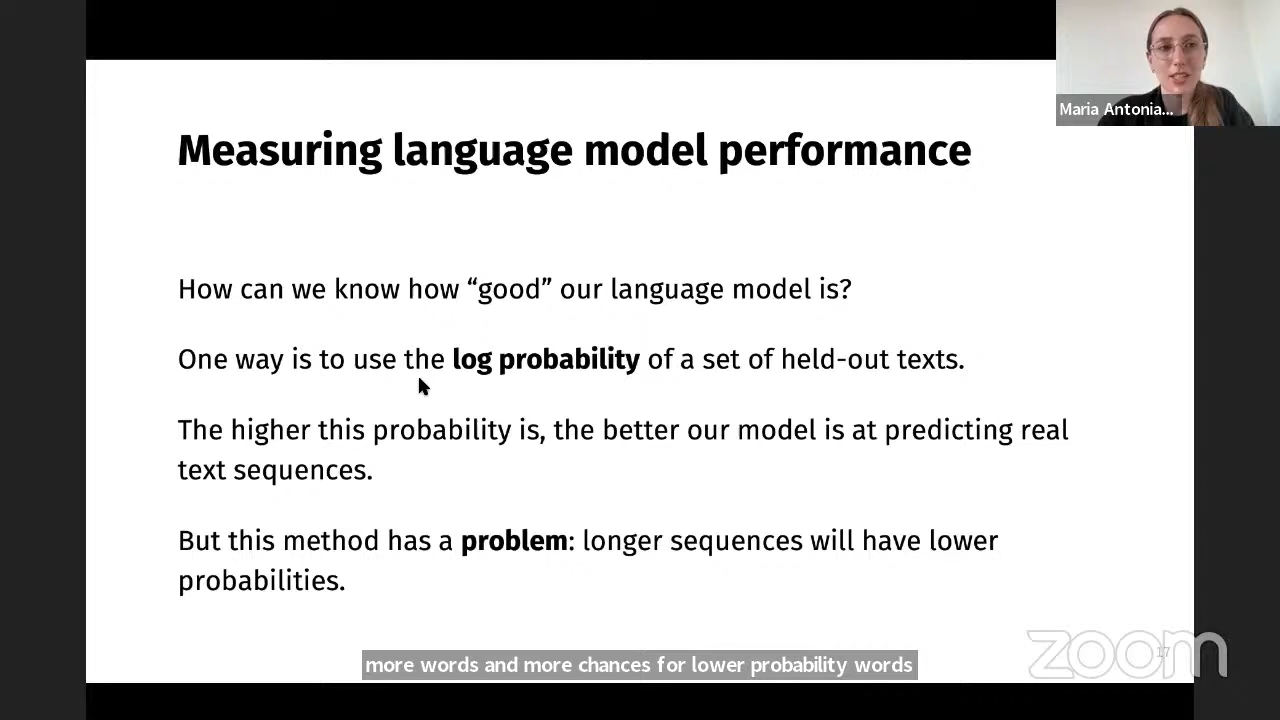 Maria Antonia...
Measuring language model performance
How can we know how “good” our language model is?
One way is to use the log probability of a set of held-out texts.
The higher this probability is, the better our model is at predicting real
text sequences.
But this method has a problem: longer sequences will have lower
probabilities.
more words and more chances for lower probability words
zoom
17